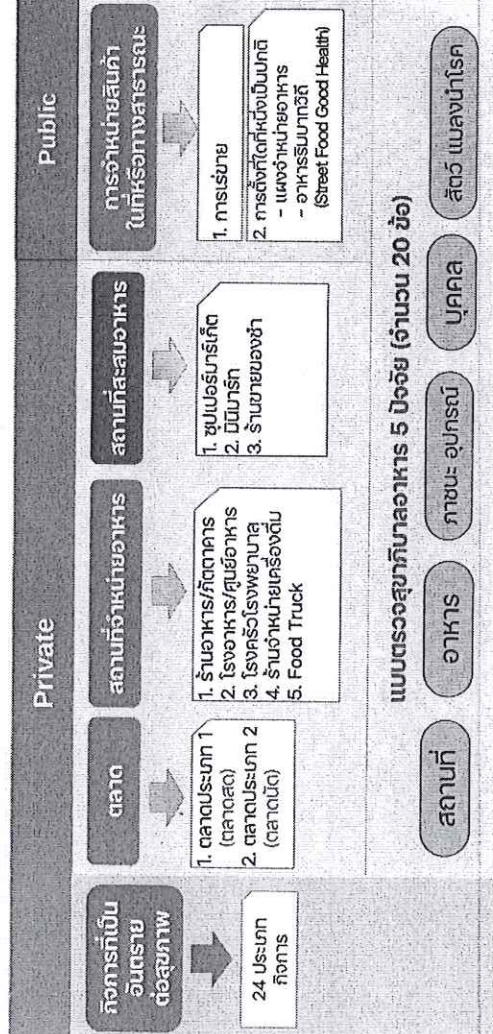 Private
Public
กิจการที่เป็น
อันตราย
ต่อสุขภาพ
24 ประเภท
กิจการ
ตลาด
1. ตลาดประเภท 1
(ตลาดสด)
2. ตลาดประเภท 2
(ตลาดนัด)
สถานที่จำหน่ายอาหาร
1. ร้านอาหาร/ภัตตาคาร
2. โรงอาหาร/ศูนย์อาหาร
3. โรงครัวโรงพยาบาล
4. ร้านจำหน่ายเครื่องดื่ม
5. Food Truck
สถานที่สะสมอาหาร
1. ซุปเปอร์มาร์เก็ต
2. มินิมาร์ท
3. ร้านขายของชำ
การจำหน่ายสินค้า
ในที่หรือทางสาธารณะ
1. การเร่ขาย
2. การตั้งที่ใดที่หนึ่งเป็นปกติ
- แผงจำหน่ายอาหาร
- อาหารริมบาทวิถี
(Street Food Good Health)
แบบตรวจสุขาภิบาลอาหาร 5 ปัจจัย (จำนวน 20 ข้อ)
สถานที่
อาหาร
ภาชนะ อุปกรณ์
บุคคล
สัตว์ แมลงนำโรค